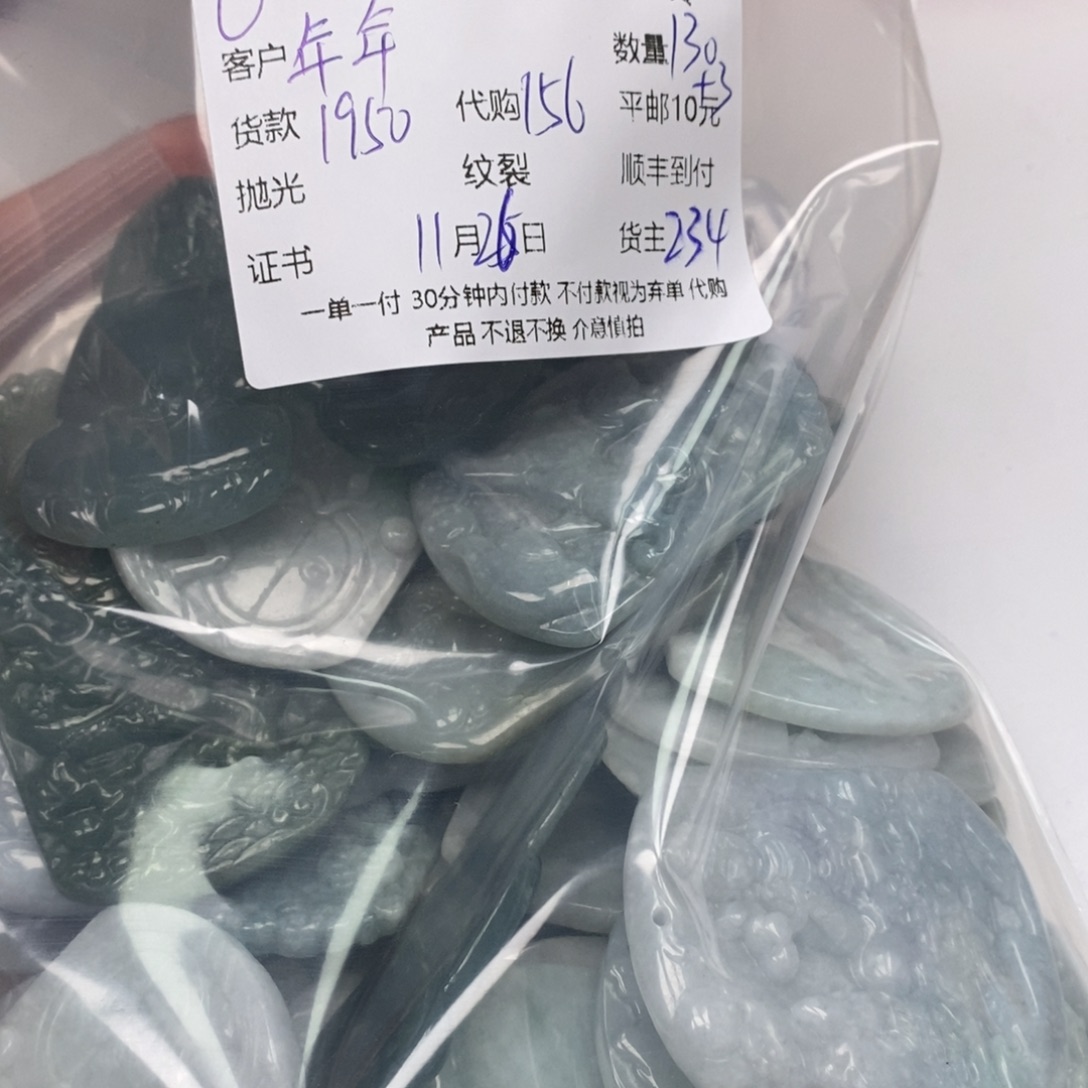 客户 年年 数量 130
+3
货款 1950 代购 156 平邮10元
抛光 纹裂 顺丰到付
证书 11月26日 货主 234
一单一付 30分钟内付款 不付款视为弃单 代购
产品 不退不换 介意慎拍